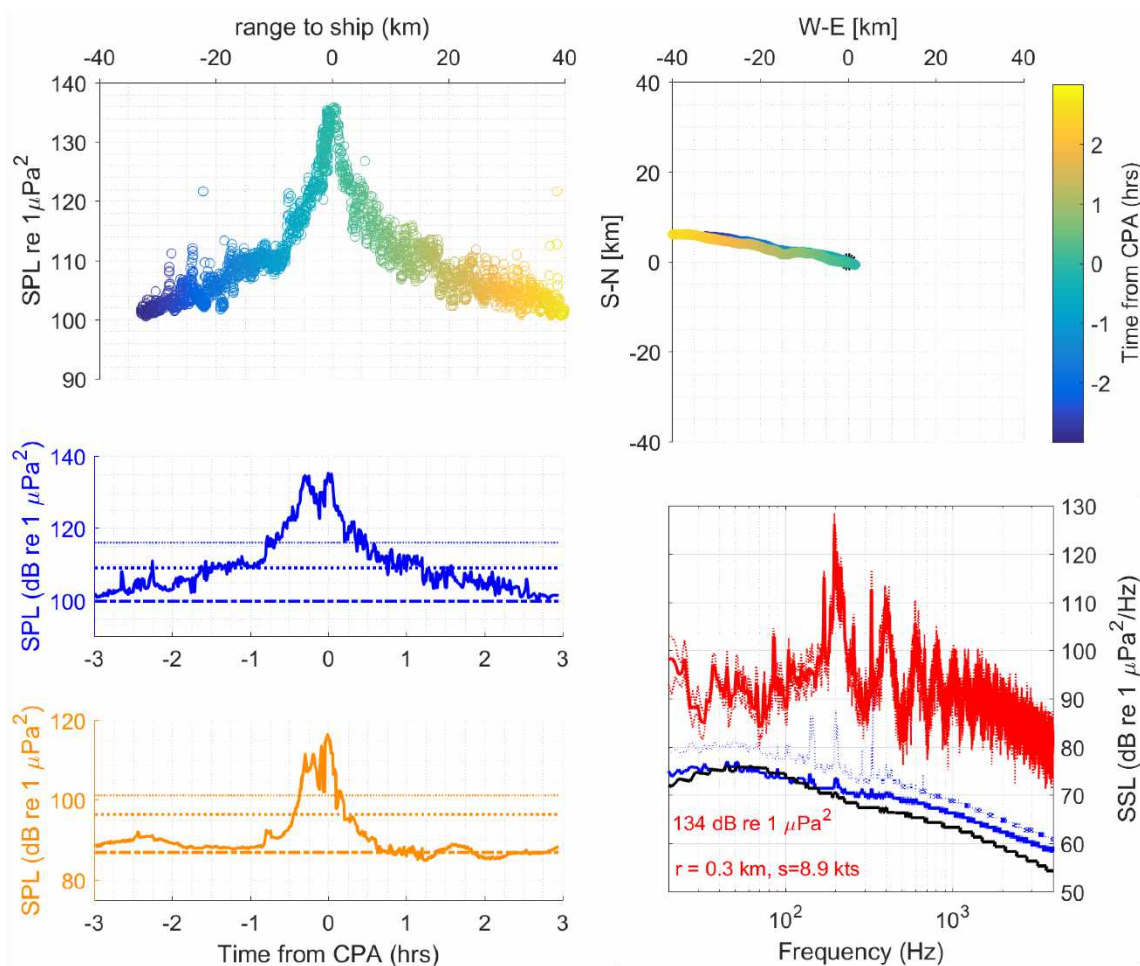 range to ship (km)
-40 -20 0 20 40
140
130
120
110
100
90
SPL re 1μPa²
W-E [km]
-40 -20 0 20 40
40
20
0
-20
-40
S-N [km]
2
1
0
-1
-2
Time from CPA (hrs)
140
120
100
SPL (dB re 1 μPa²)
-3 -2 -1 0 1 2 3
120
100
80
SPL (dB re 1 μPa²)
-3 -2 -1 0 1 2 3
Time from CPA (hrs)
130
120
110
100
90
80
70
60
50
SSL (dB re 1 μPa²/Hz)
134 dB re 1 μPa²
r = 0.3 km, s=8.9 kts
10² 10³
Frequency (Hz)